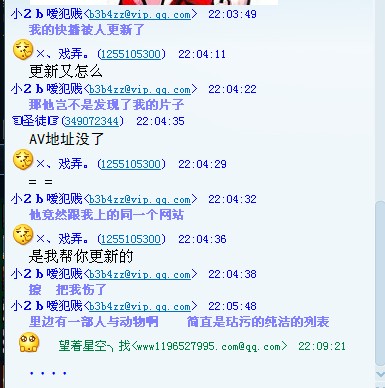 小２ｂ嗳犯贱<b3b4zz@vip.qq.com> 22:03:49
我的快播被人更新了
×、戏弄。(1255105300) 22:04:11
更新又怎么
小２ｂ嗳犯贱<b3b4zz@vip.qq.com> 22:04:22
那他岂不是发现了我的片子
圣徒(349072344) 22:04:35
AV地址没了
×、戏弄。(1255105300) 22:04:29
= =
小２ｂ嗳犯贱<b3b4zz@vip.qq.com> 22:04:32
他竟然跟我上的同一个网站
×、戏弄。(1255105300) 22:04:36
是我帮你更新的
小２ｂ嗳犯贱<b3b4zz@vip.qq.com> 22:04:38
擦 把我伤了
小２ｂ嗳犯贱<b3b4zz@vip.qq.com> 22:05:48
里边有一部人与动物啊 简直是玷污的纯洁的列表
望着星空╮找<www1196527995.com@qq.com> 22:09:21
. . . .